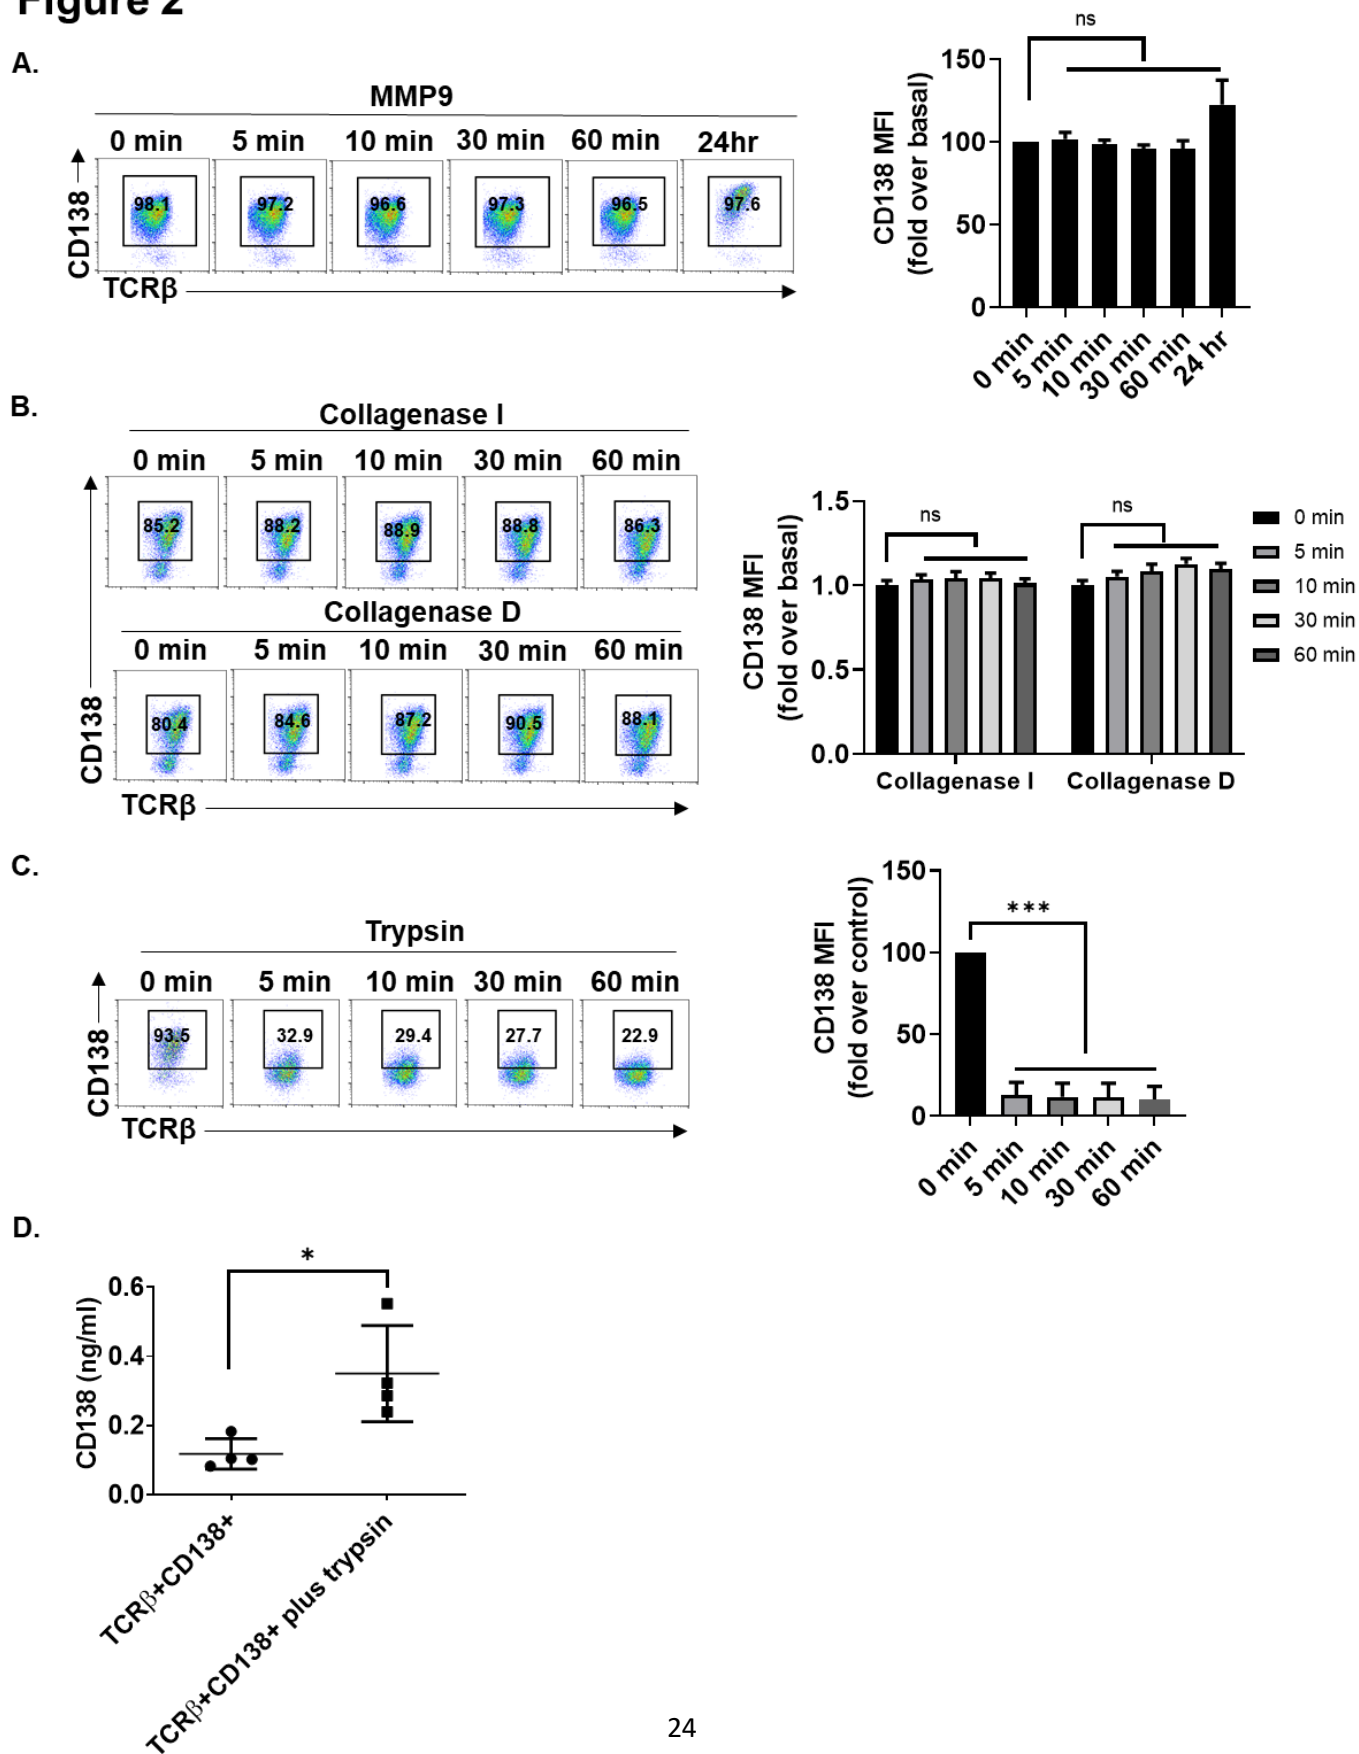 Figure 2
A.
MMP9
0 min 5 min 10 min 30 min 60 min 24hr
98.1 97.2 96.6 97.3 96.5 97.6
CD138
TCRβ
ns
CD138 MFI
(fold over basal)
150
100
50
0
0 min 5 min 10 min 30 min 60 min 24 hr
B.
Collagenase I
0 min 5 min 10 min 30 min 60 min
85.2 88.2 88.9 88.8 86.3
Collagenase D
0 min 5 min 10 min 30 min 60 min
80.4 84.6 87.2 90.5 88.1
CD138
TCRβ
CD138 MFI
(fold over basal)
1.5
1.0
0.5
0.0
ns
ns
Collagenase I Collagenase D
0 min
5 min
10 min
30 min
60 min
C.
Trypsin
0 min 5 min 10 min 30 min 60 min
93.5 32.9 29.4 27.7 22.9
CD138
TCRβ
CD138 MFI
(fold over control)
150
100
50
0
***
0 min 5 min 10 min 30 min 60 min
D.
*
CD138 (ng/ml)
0.6
0.4
0.2
0.0
TCRβ+CD138+
TCRβ+CD138+ plus trypsin
24